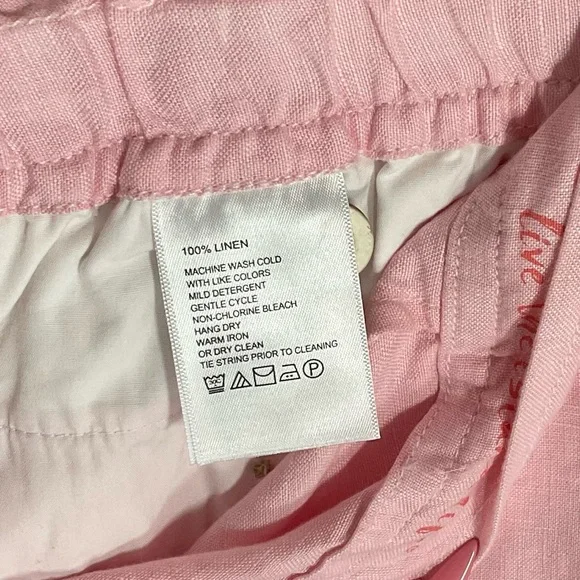 100% LINEN
MACHINE WASH COLD
WITH LIKE COLORS
MILD DETERGENT
GENTLE CYCLE
NON-CHLORINE BLEACH
HANG DRY
WARM IRON
OR DRY CLEAN
TIE STRING PRIOR TO CLEANING
live